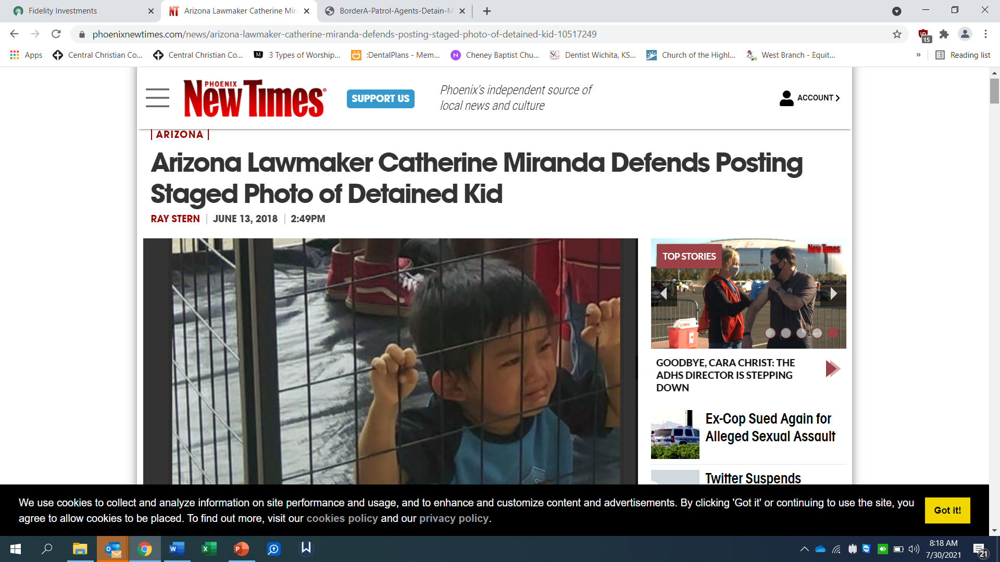 Fidelity Investments
Arizona Lawmaker Catherine Mir
BorderA-Patrol-Agents-Detain-M
phoenixnewtimes.com/news/arizona-lawmaker-catherine-miranda-defends-posting-staged-photo-of-detained-kid-10517249
15
Apps
Central Christian Co...
Central Christian Co...
M
3 Types of Worship...
:DentalPlans - Mem...
N
Cheney Baptist Chu...
SC
Dentist Wichita, KS...
Church of the Highl...
West Branch - Equit...
»
Reading list
PHOENIX
New Times®
SUPPORT US
Phoenix's independent source of
local news and culture
ACCOUNT
ARIZONA
Arizona Lawmaker Catherine Miranda Defends Posting
Staged Photo of Detained Kid
RAY STERN | JUNE 13, 2018 | 2:49PM
TOP STORIES
New Times
GOODBYE, CARA CHRIST: THE
ADHS DIRECTOR IS STEPPING
DOWN
Ex-Cop Sued Again for
Alleged Sexual Assault
Twitter Suspends
We use cookies to collect and analyze information on site performance and usage, and to enhance and customize content and advertisements. By clicking 'Got it' or continuing to use the site, you
agree to allow cookies to be placed. To find out more, visit our cookies policy and our privacy policy.
Got it!
8:18 AM
7/30/2021
21